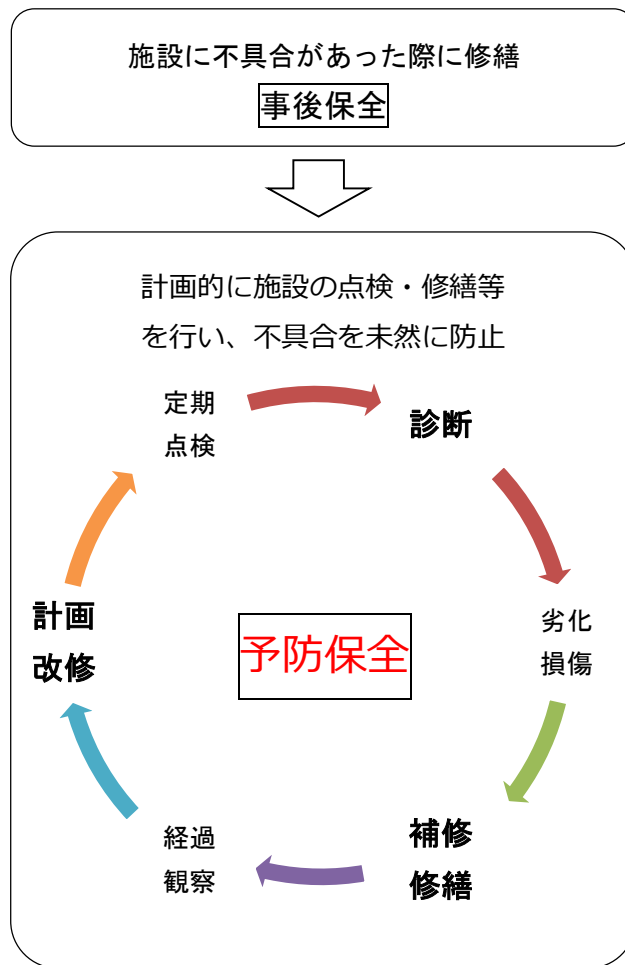 施設に不具合があった際に修繕
事後保全
計画的に施設の点検・修繕等
を行い、不具合を未然に防止
定期
点検
診断
劣化
損傷
補修
修繕
経過
観察
計画
改修
予防保全